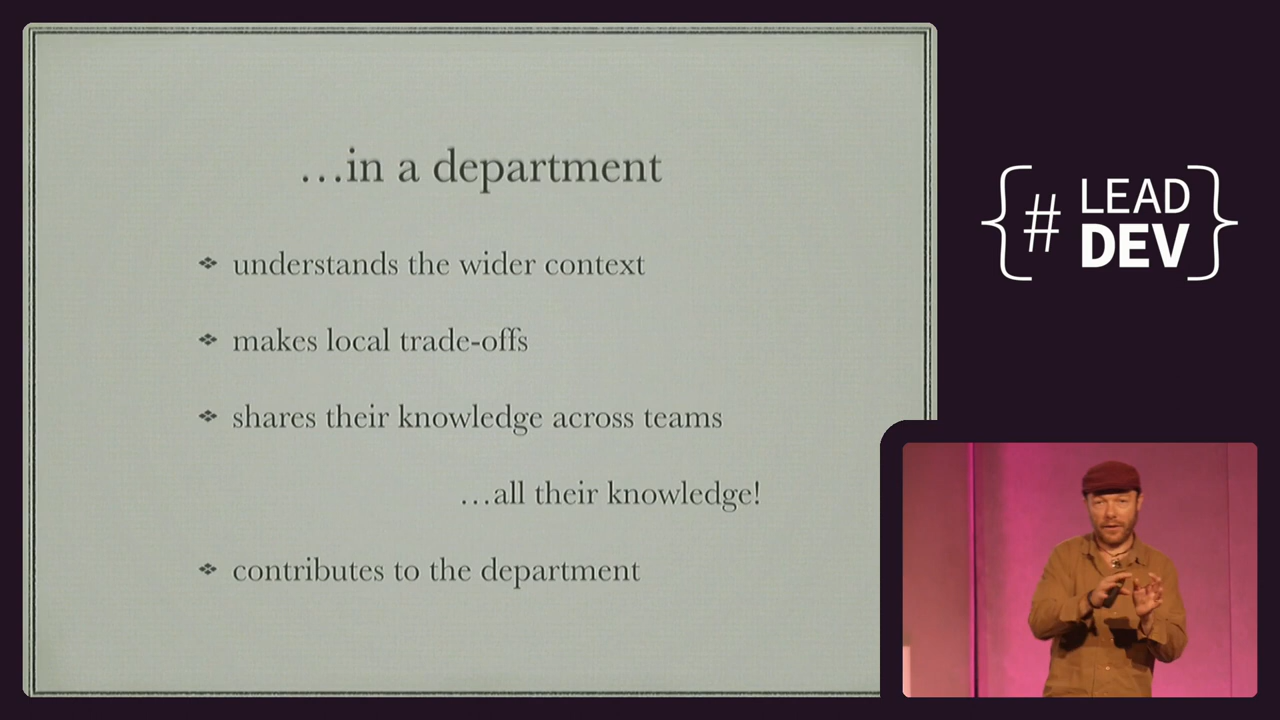 …in a department
understands the wider context
makes local trade-offs
shares their knowledge across teams
…all their knowledge!
contributes to the department
{# LEAD
DEV}